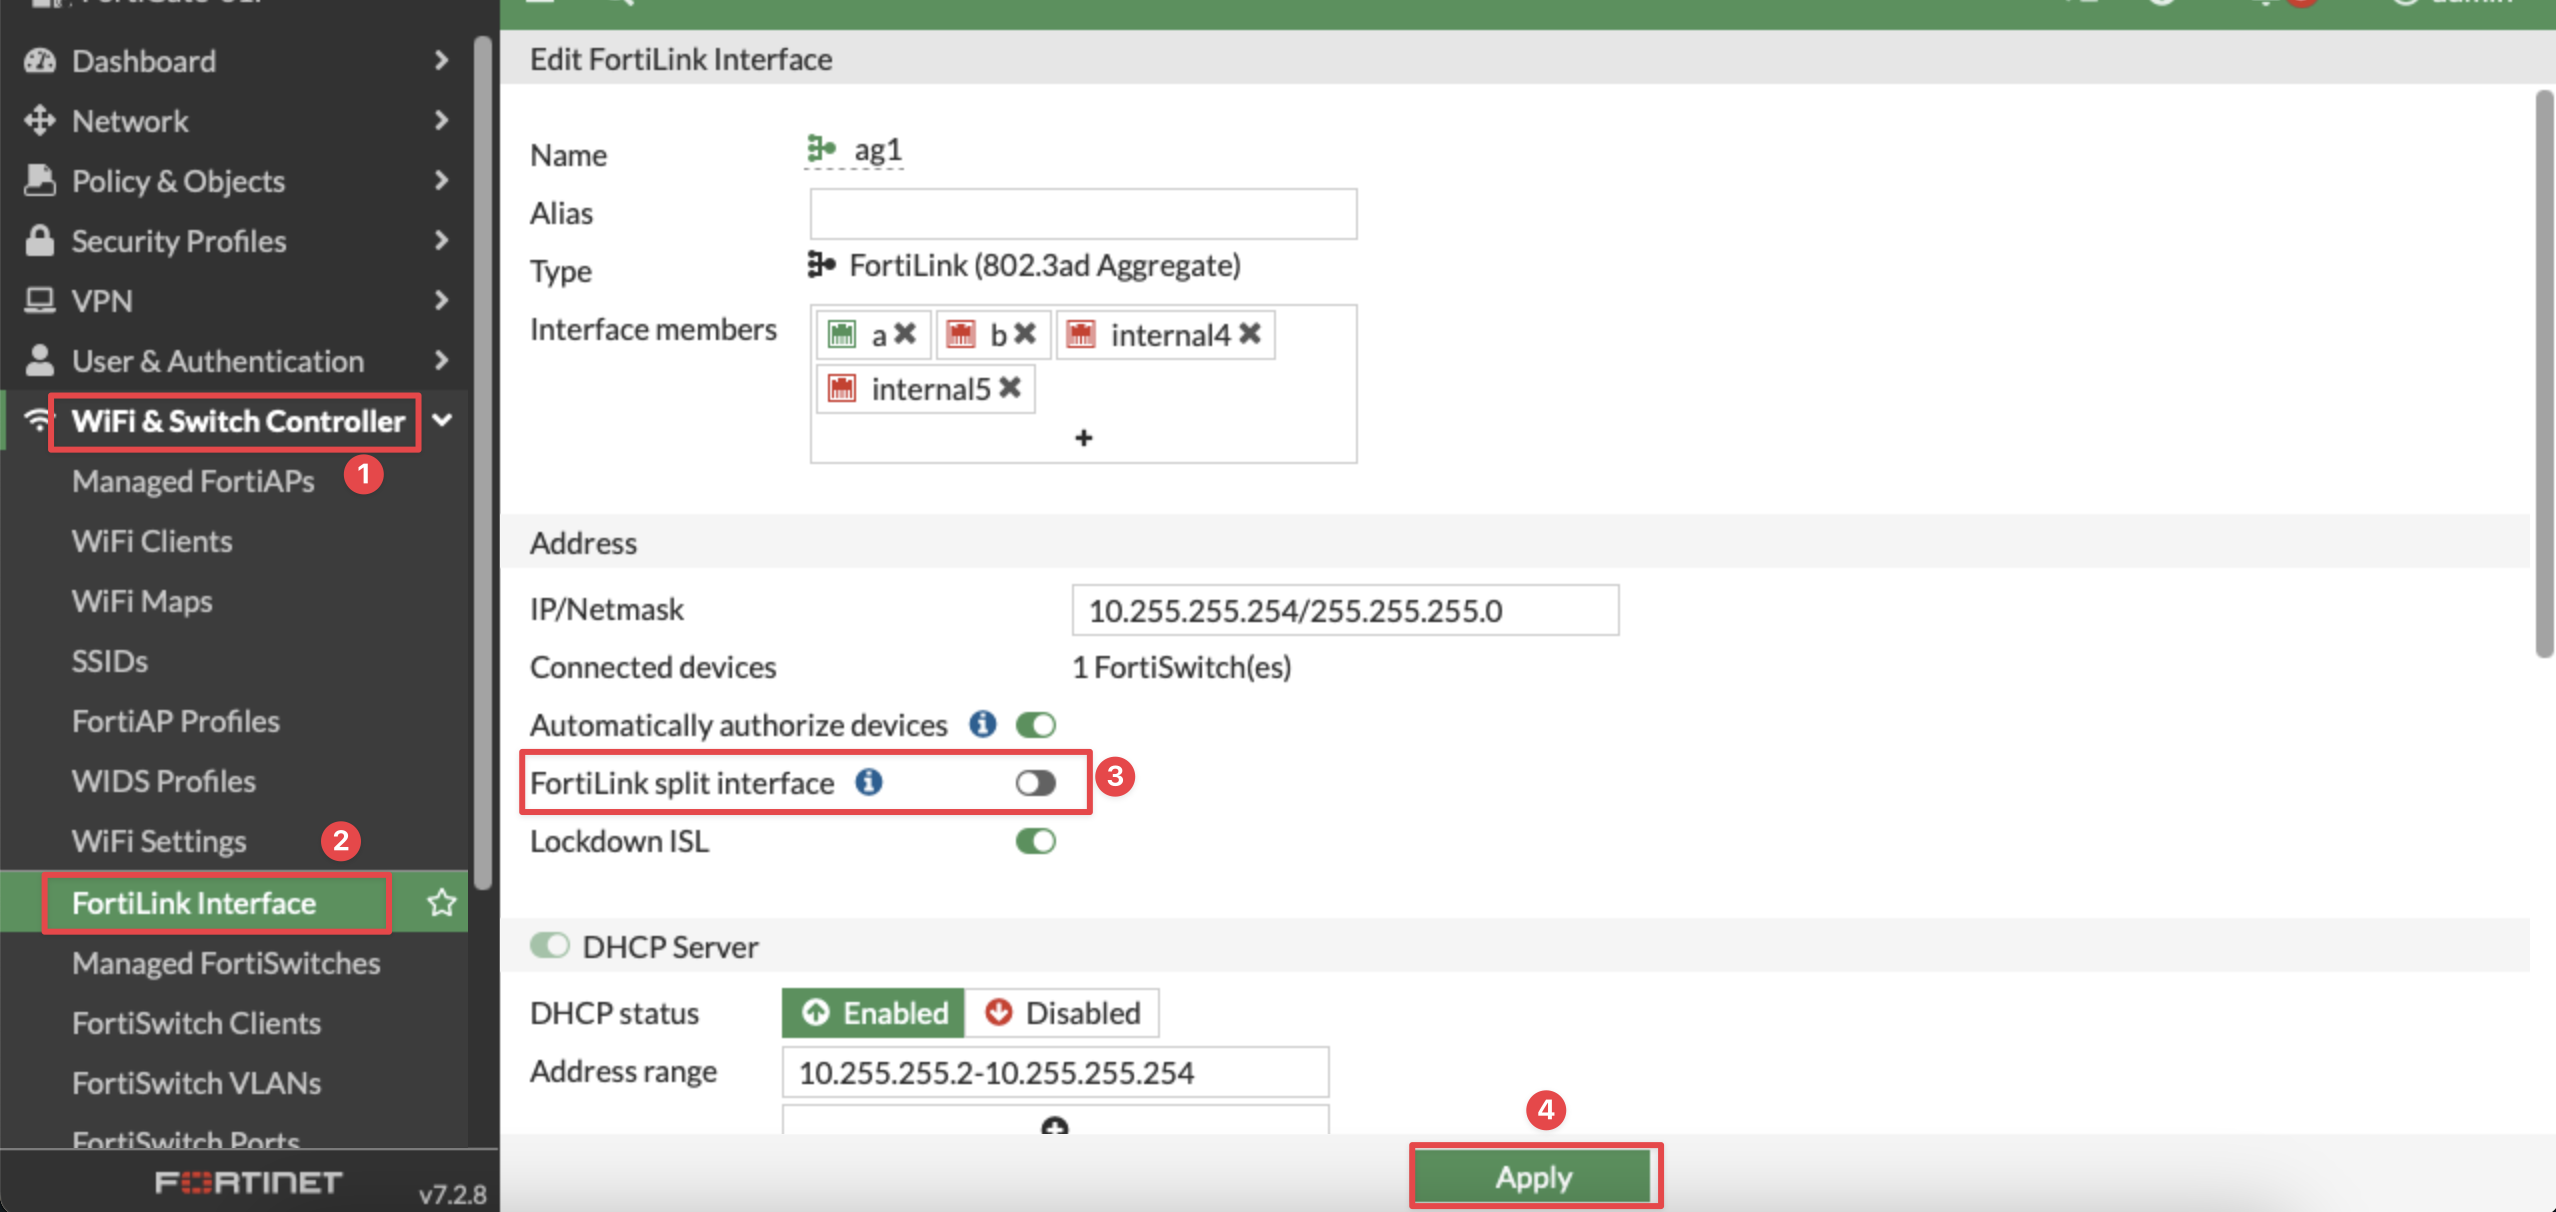 Dashboard
Network
Policy & Objects
Security Profiles
VPN
User & Authentication
WiFi & Switch Controller
1
Managed FortiAPs
WiFi Clients
WiFi Maps
SSIDs
FortiAP Profiles
WIDS Profiles
WiFi Settings
2
FortiLink Interface
Managed FortiSwitches
FortiSwitch Clients
FortiSwitch VLANs
FortiSwitch Ports
FORTINET
v7.2.8
admin
Edit FortiLink Interface
Name ag1
Alias
Type FortiLink (802.3ad Aggregate)
Interface members a b internal4
internal5
Address
IP/Netmask 10.255.255.254/255.255.255.0
Connected devices 1 FortiSwitch(es)
Automatically authorize devices
FortiLink split interface 3
Lockdown ISL
DHCP Server
DHCP status Enabled Disabled
Address range 10.255.255.2-10.255.255.254
4
Apply